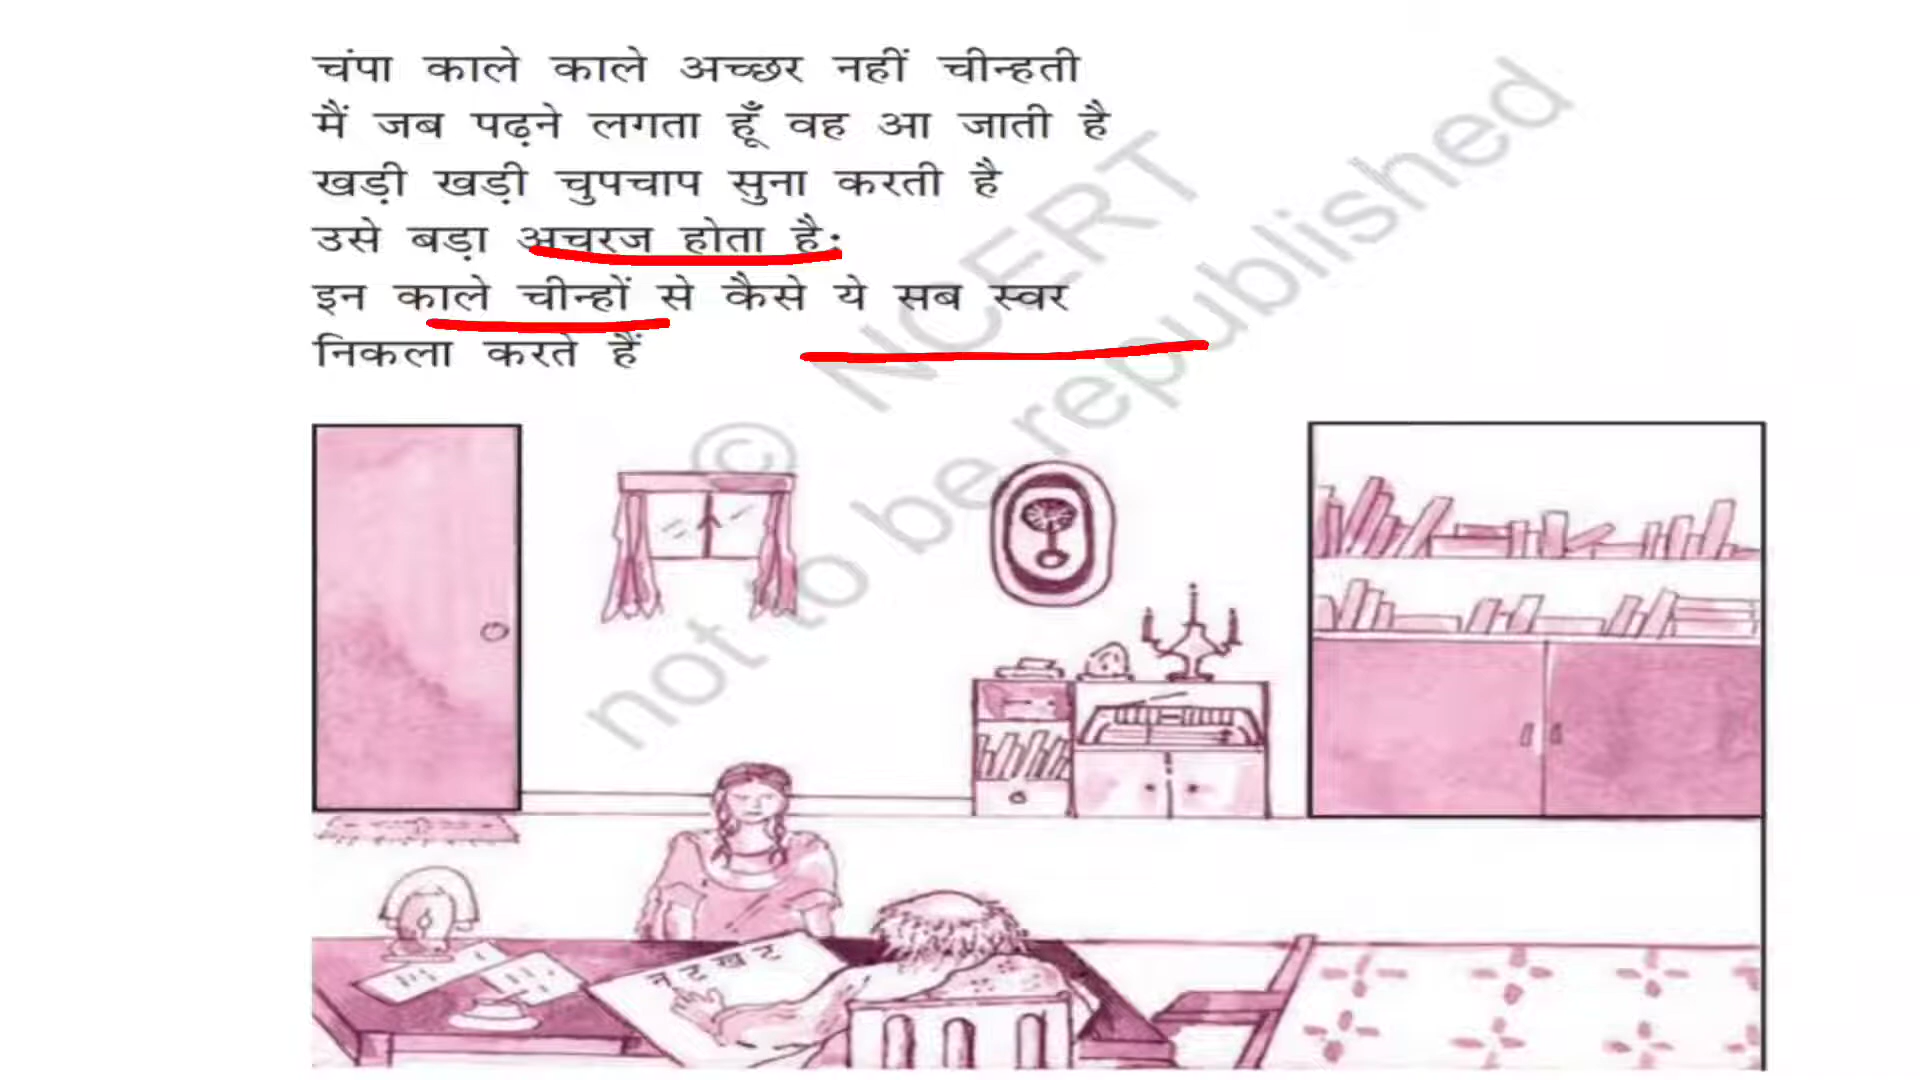 चंपा काले काले अच्छर नहीं चीन्हती
मैं जब पढ़ने लगता हूँ वह आ जाती है
खड़ी खड़ी चुपचाप सुना करती है
उसे बड़ा अचरज होता है:
इन काले चीन्हों से कैसे ये सब स्वर
निकला करते हैं
© NCERT
not to be republished
नटखट